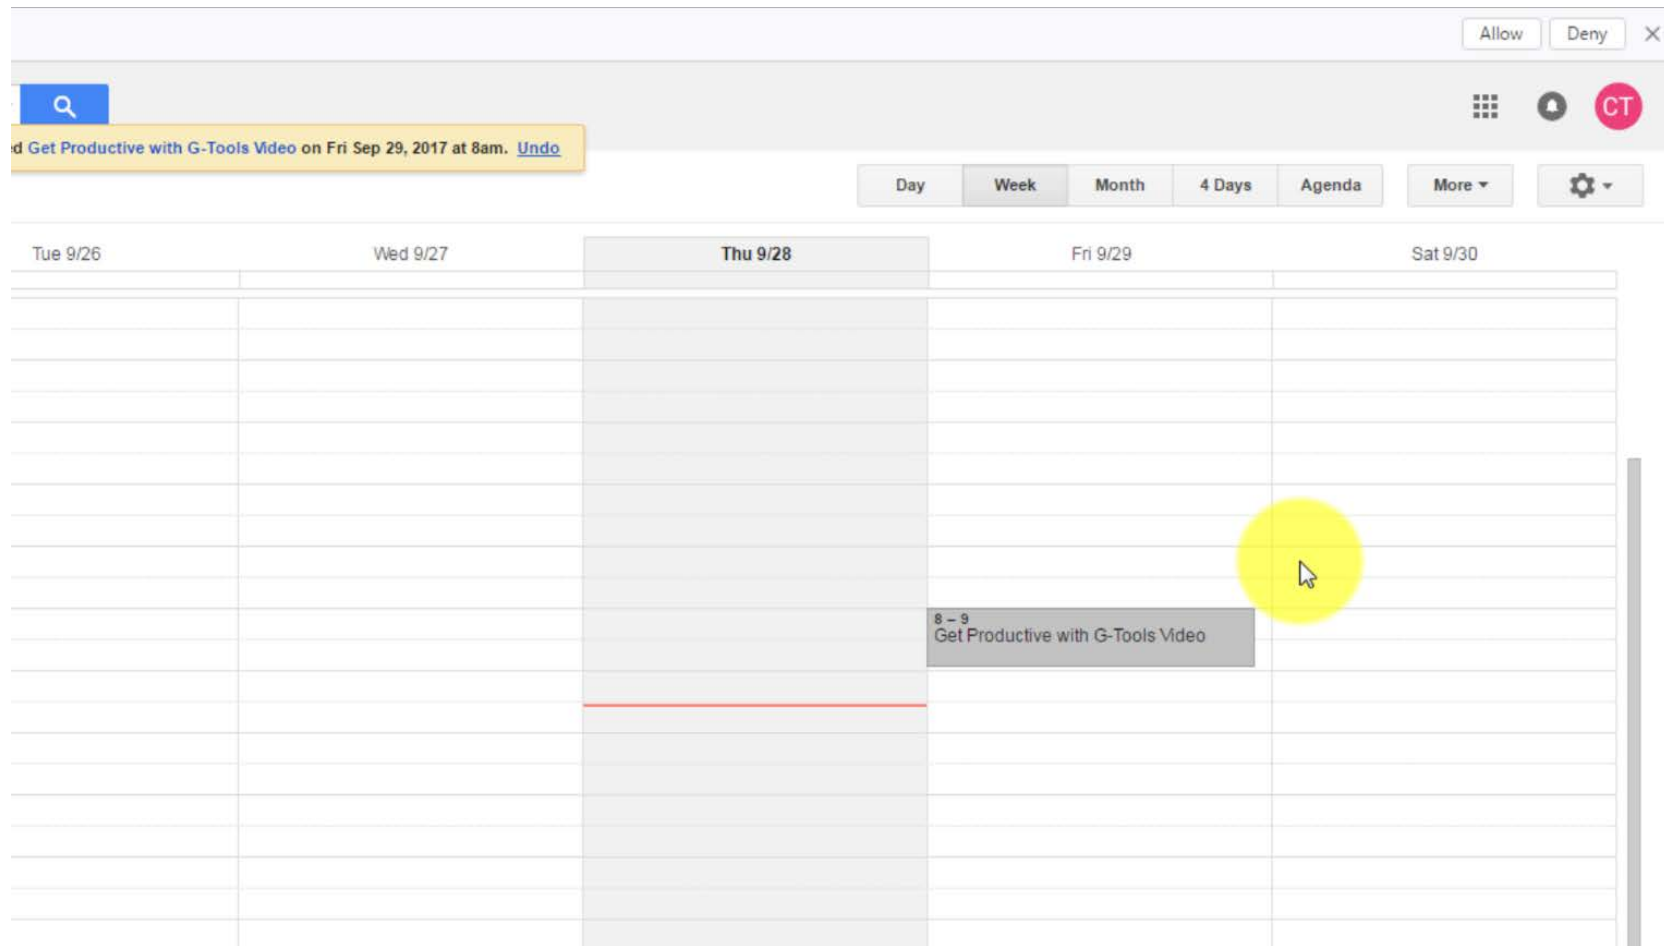 Allow Deny
CT
d Get Productive with G-Tools Video on Fri Sep 29, 2017 at 8am. Undo
Day Week Month 4 Days Agenda More
Tue 9/26 Wed 9/27 Thu 9/28 Fri 9/29 Sat 9/30
8 – 9
Get Productive with G-Tools Video